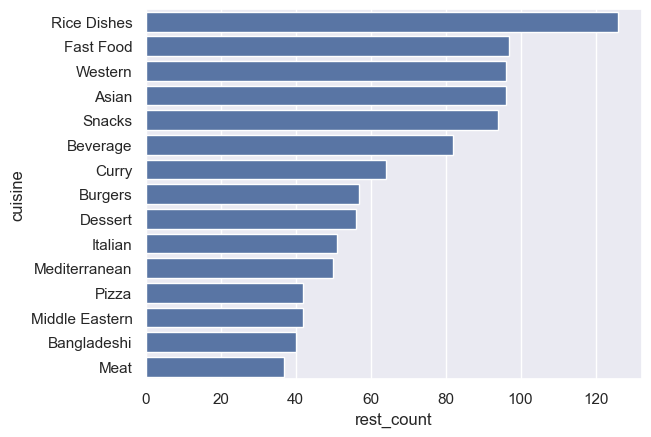 Rice Dishes
Fast Food
Western
Asian
Snacks
Beverage
Curry
Burgers
Dessert
Italian
Mediterranean
Pizza
Middle Eastern
Bangladeshi
Meat
cuisine
0 20 40 60 80 100 120
rest_count